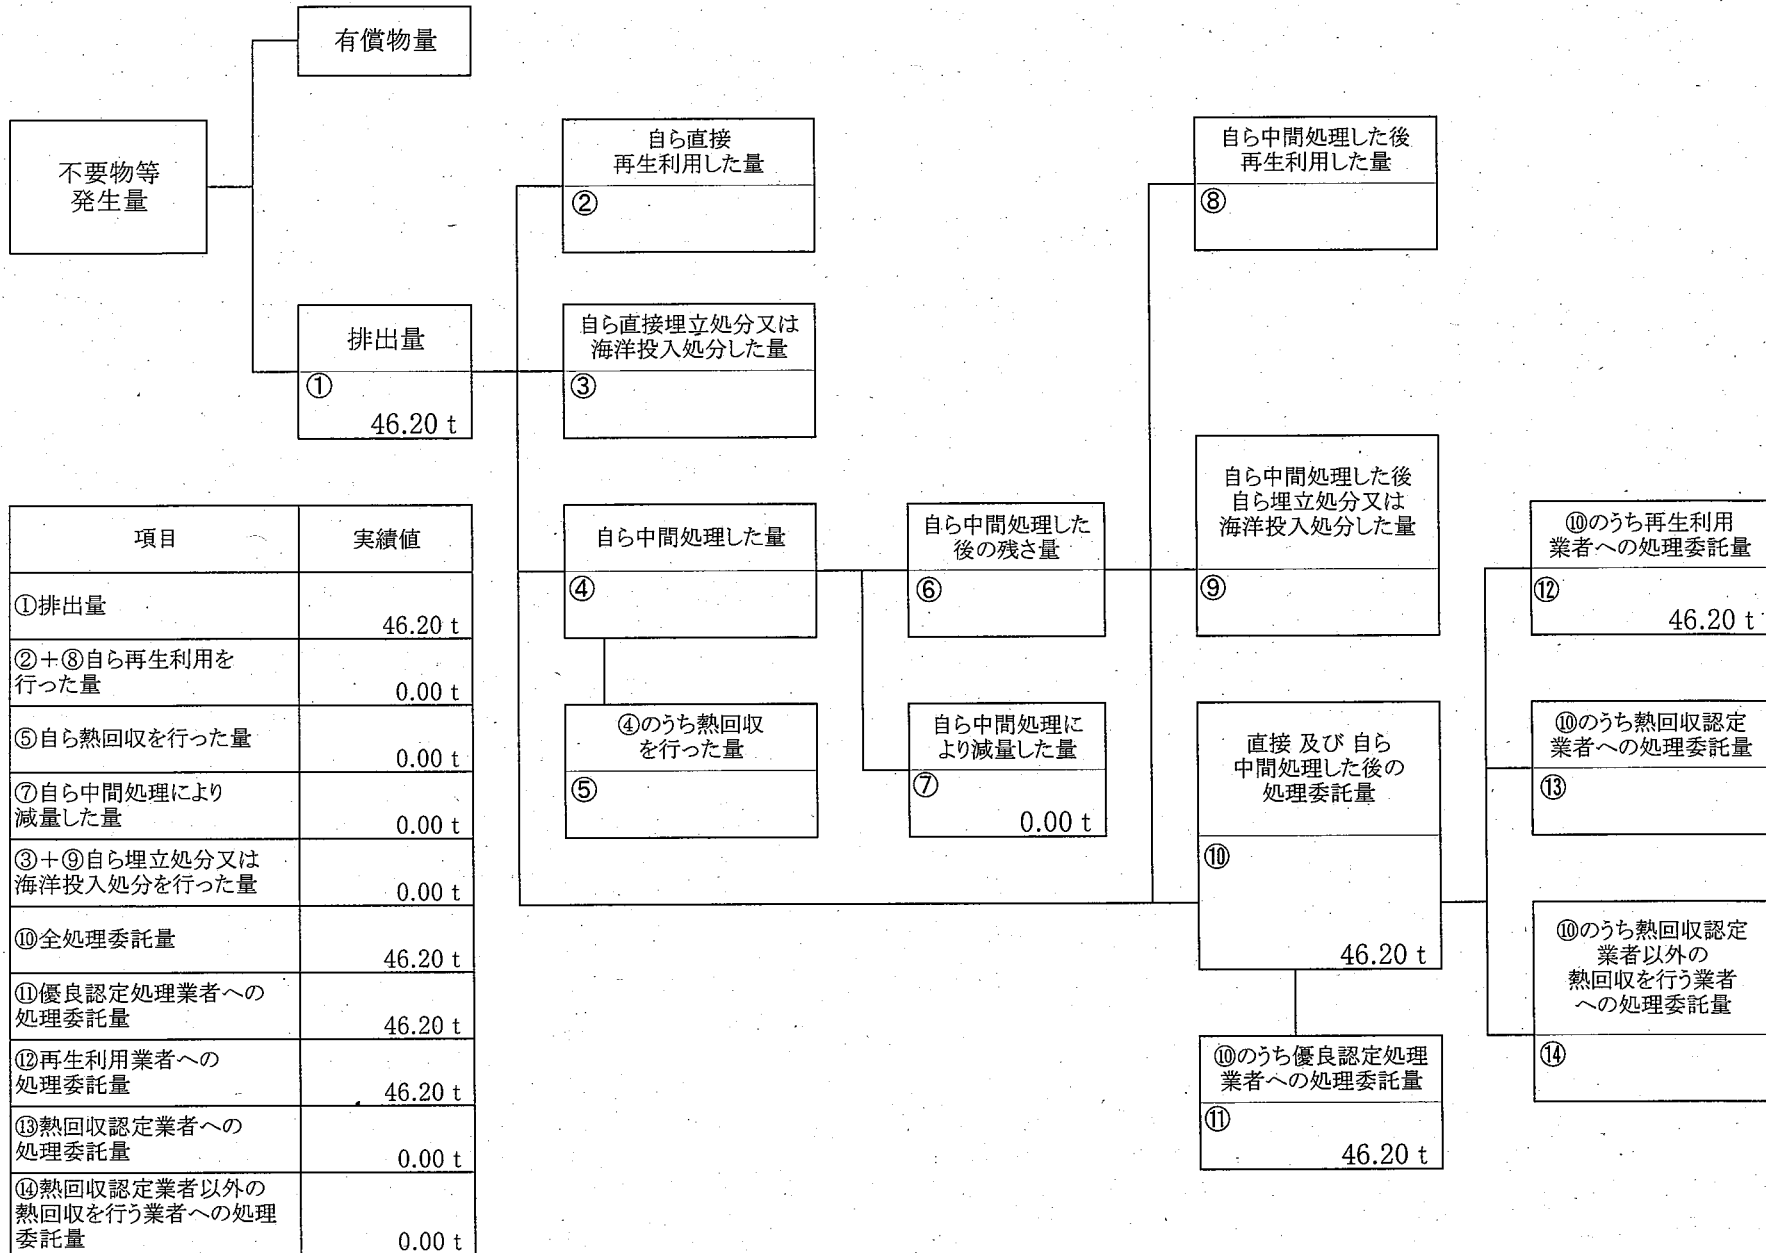 有償物量
不要物等
発生量
自ら直接
再生利用した量
②
自ら中間処理した後
再生利用した量
⑧
排出量
①
46.20 t
自ら直接埋立処分又は
海洋投入処分した量
③
自ら中間処理した量
④
自ら中間処理した
後の残さ量
⑥
自ら中間処理した後
自ら埋立処分又は
海洋投入処分した量
⑨
⑩のうち再生利用
業者への処理委託量
⑫
46.20 t
④のうち熱回収
を行った量
⑤
自ら中間処理に
より減量した量
⑦
0.00 t
直接 及び 自ら
中間処理した後の
処理委託量
⑩
46.20 t
⑩のうち熱回収認定
業者への処理委託量
⑬
⑩のうち熱回収認定
業者以外の
熱回収を行う業者
への処理委託量
⑭
⑩のうち優良認定処理
業者への処理委託量
⑪
46.20 t
項目 実績値
①排出量
46.20 t
②＋⑧自ら再生利用を
行った量
0.00 t
⑤自ら熱回収を行った量
0.00 t
⑦自ら中間処理により
減量した量
0.00 t
③＋⑨自ら埋立処分又は
海洋投入処分を行った量
0.00 t
⑩全処理委託量
46.20 t
⑪優良認定処理業者への
処理委託量
46.20 t
⑫再生利用業者への
処理委託量
46.20 t
⑬熱回収認定業者への
処理委託量
0.00 t
⑭熱回収認定業者以外の
熱回収を行う業者への処理
委託量
0.00 t